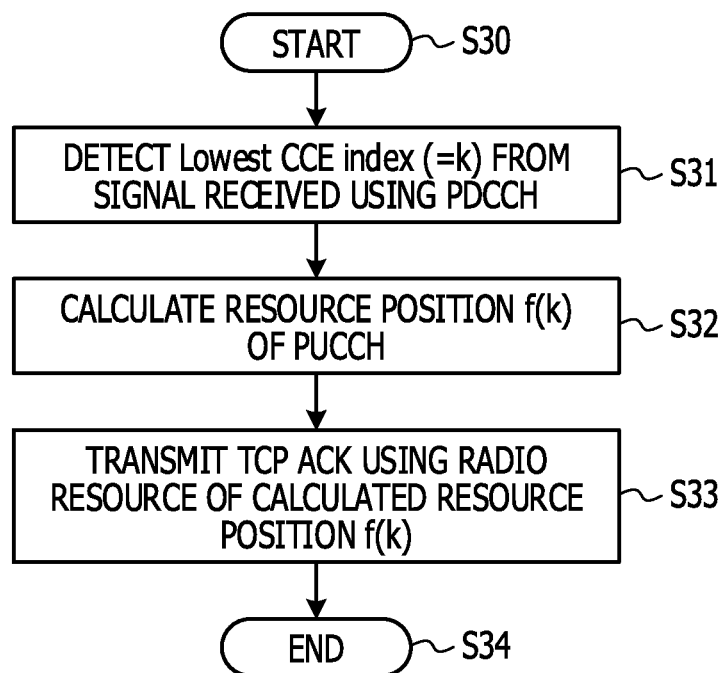 START
S30
DETECT Lowest CCE index (=k) FROM
SIGNAL RECEIVED USING PDCCH
S31
CALCULATE RESOURCE POSITION f(k)
OF PUCCH
S32
TRANSMIT TCP ACK USING RADIO
RESOURCE OF CALCULATED RESOURCE
POSITION f(k)
S33
END
S34